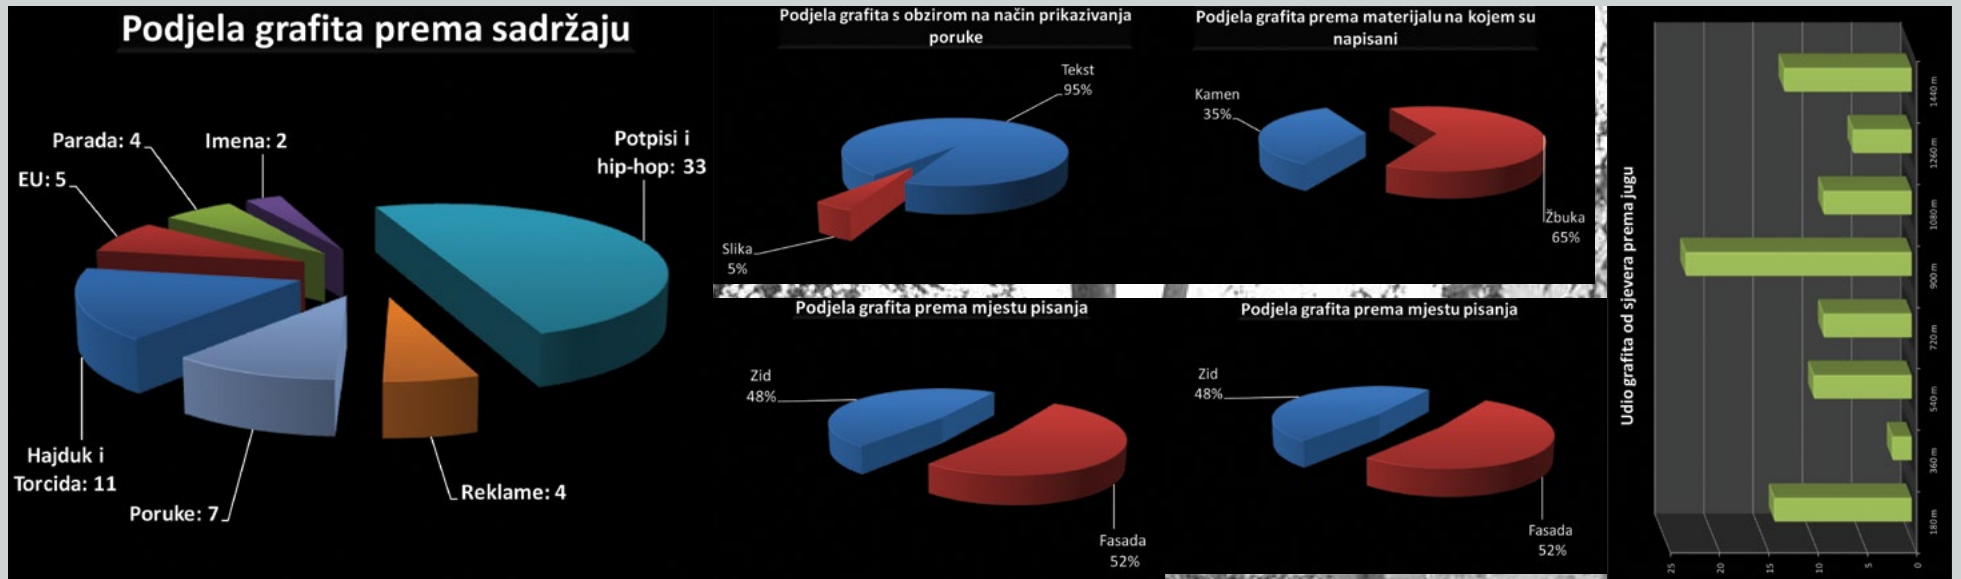 Podjela grafita prema sadržaju
Parada: 4
Imena: 2
Potpisi i
hip-hop: 33
EU: 5
Hajduk i
Torcida: 11
Poruke: 7
Reklame: 4
Podjela grafita s obzirom na način prikazivanja
poruke
Tekst
95%
Slika
5%
Podjela grafita prema materijalu na kojem su
napisani
Kamen
35%
Žbuka
65%
Podjela grafita prema mjestu pisanja
Zid
48%
Fasada
52%
Podjela grafita prema mjestu pisanja
Zid
48%
Fasada
52%
Udio grafita od sjevera prema jugu
25
20
15
10
5
0
180 m
360 m
540 m
720 m
900 m
1080 m
1260 m
1440 m